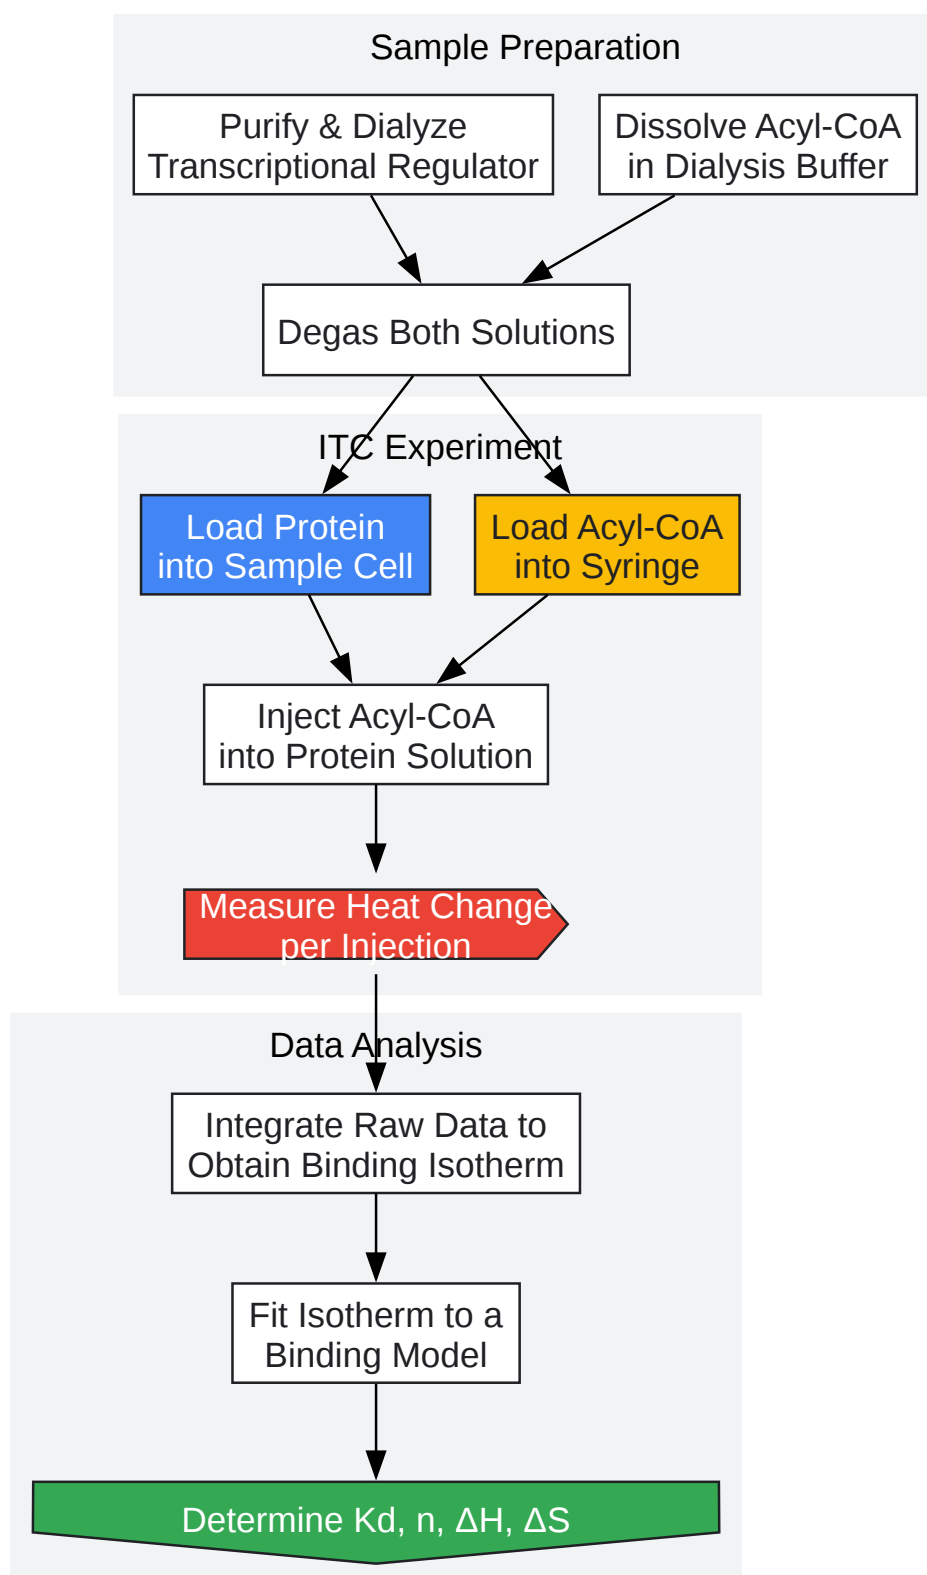 Sample Preparation
Purify & Dialyze
Transcriptional Regulator
Dissolve Acyl-CoA
in Dialysis Buffer
Degas Both Solutions
ITC Experiment
Load Protein
into Sample Cell
Load Acyl-CoA
into Syringe
Inject Acyl-CoA
into Protein Solution
Measure Heat Change
per Injection
Data Analysis
Integrate Raw Data to
Obtain Binding Isotherm
Fit Isotherm to a
Binding Model
Determine Kd, n, ΔH, ΔS